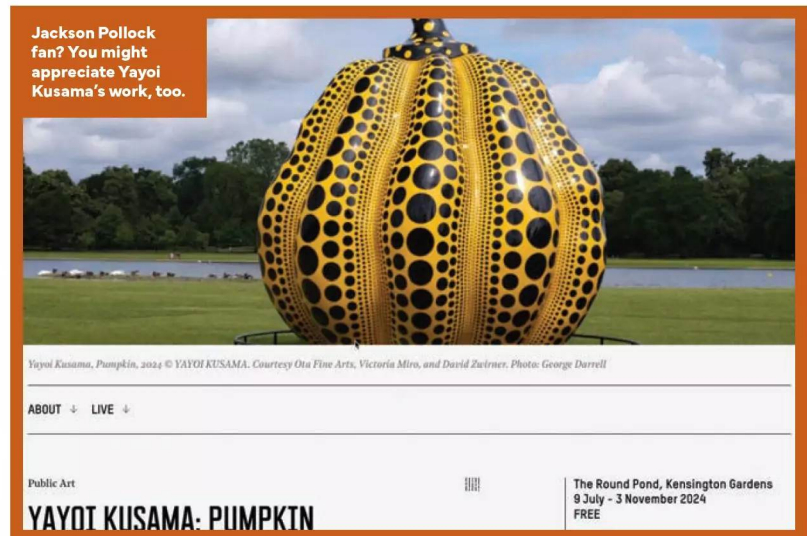 Jackson Pollock
fan? You might
appreciate Yayoi
Kusama's work, too.
Yayoi Kusama, Pumpkin, 2024 © YAYOI KUSAMA. Courtesy Ota Fine Arts, Victoria Miro, and David Zwirner. Photo: George Darrell
ABOUT ↓ LIVE ↓
Public Art
YAYOI KUSAMA: PUMPKIN
The Round Pond, Kensington Gardens
9 July - 3 November 2024
FREE